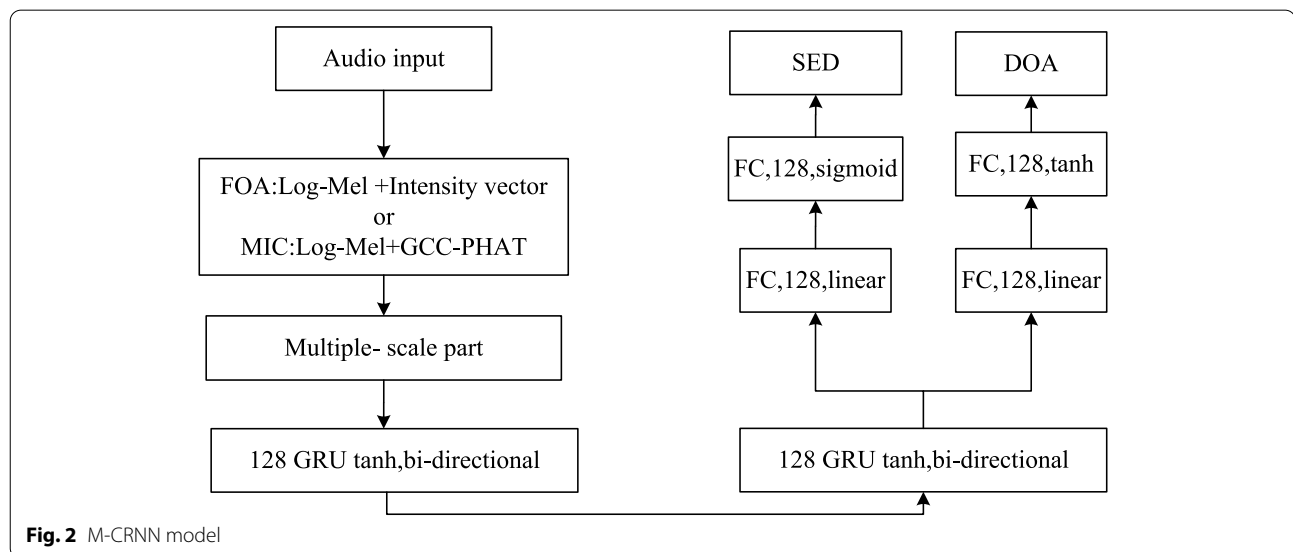 Audio input
FOA:Log-Mel +Intensity vector
or
MIC:Log-Mel+GCC-PHAT
Multiple- scale part
128 GRU tanh,bi-directional
SED
DOA
FC,128,sigmoid
FC,128,tanh
FC,128,linear
FC,128,linear
128 GRU tanh,bi-directional
Fig. 2 M-CRNN model